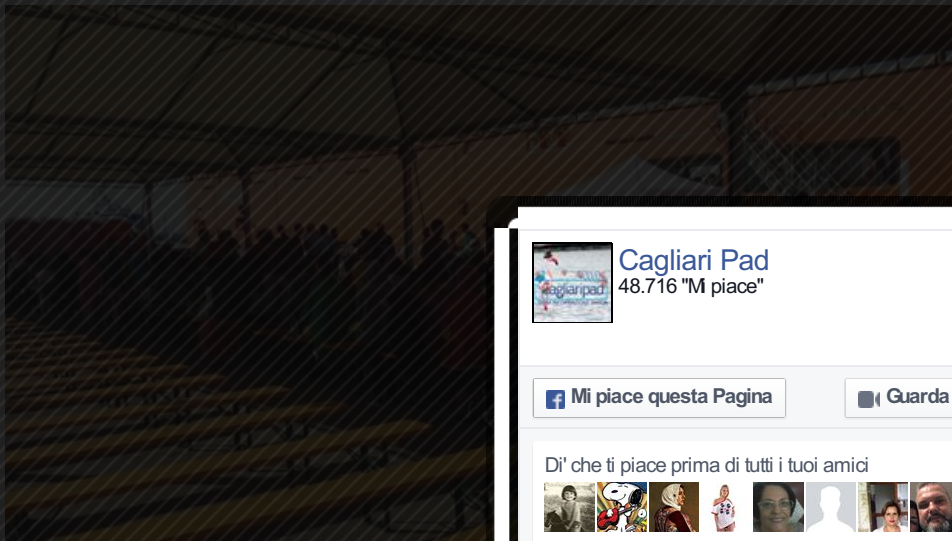 Cagliari Pad
48.716 "Mi piace"
cagliaripad
Mi piace questa Pagina
Guarda
Di' che ti piace prima di tutti i tuoi amici